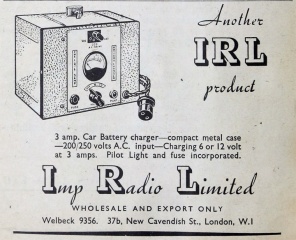 Another
IRL
product
3 amp. Car Battery charger—compact metal case
—200/250 volts A.C. input—Charging 6 or 12 volt
at 3 amps. Pilot Light and fuse incorporated.
Imp Radio Limited
WHOLESALE AND EXPORT ONLY
Welbeck 9356. 37b, New Cavendish St., London, W.1